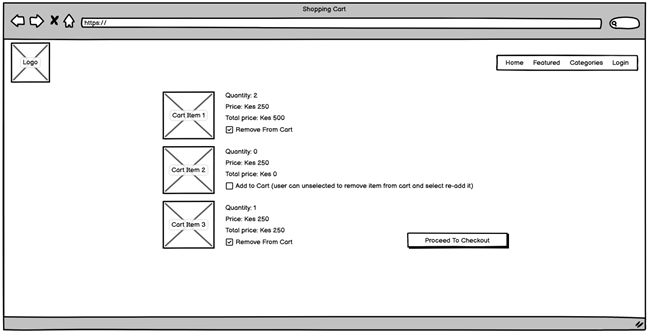 Shopping Cart
https://
Logo
Home Featured Categories Login
Cart Item 1
Quantity: 2
Price: Kes 250
Total price: Kes 500
Remove From Cart
Cart Item 2
Quantity: 0
Price: Kes 250
Total price: Kes 0
Add to Cart (user can unselected to remove item from cart and select re-add it)
Cart Item 3
Quantity: 1
Price: Kes 250
Total price: Kes 250
Remove From Cart
Proceed To Checkout